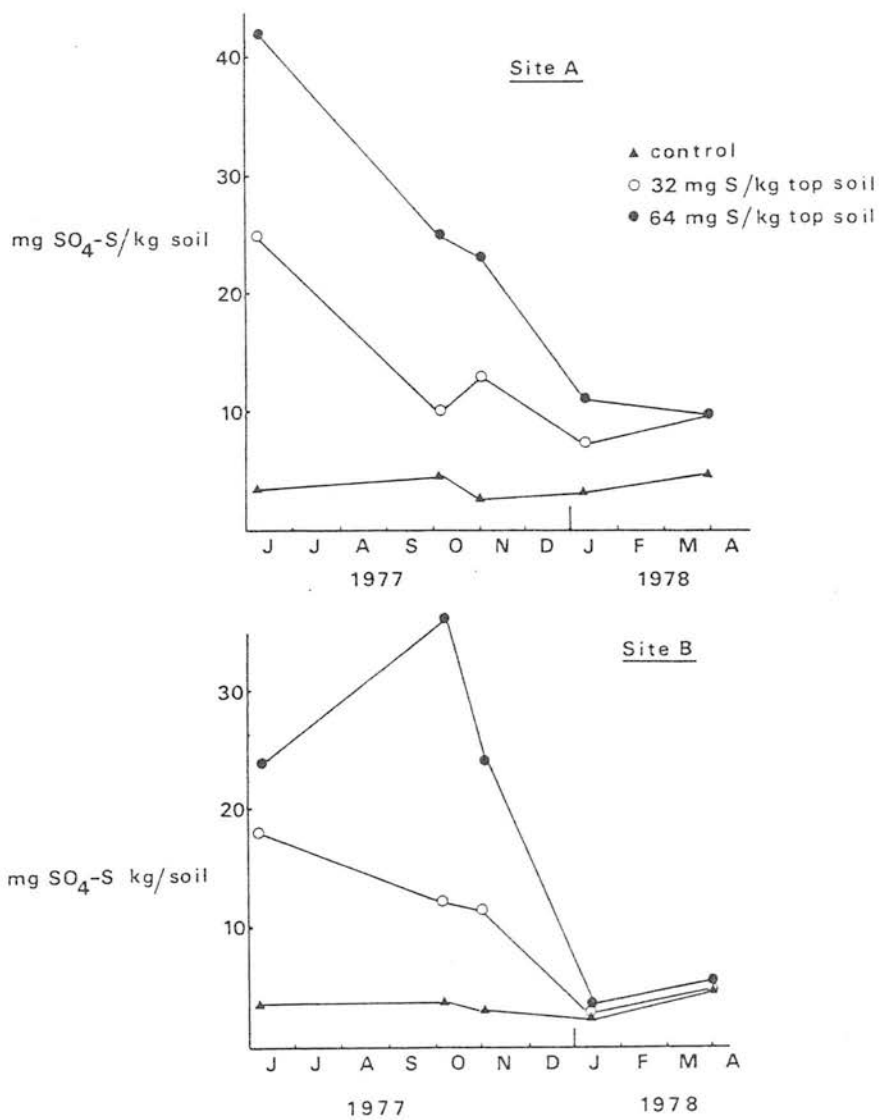 40
Site A
▲ control
30
○ 32 mg S/kg top soil
● 64 mg S/kg top soil
mg SO4-S/kg soil
20
10
J J A S O N D J F M A
1977 1978
Site B
30
20
mg SO4-S kg/soil
10
J J A S O N D J F M A
1977 1978